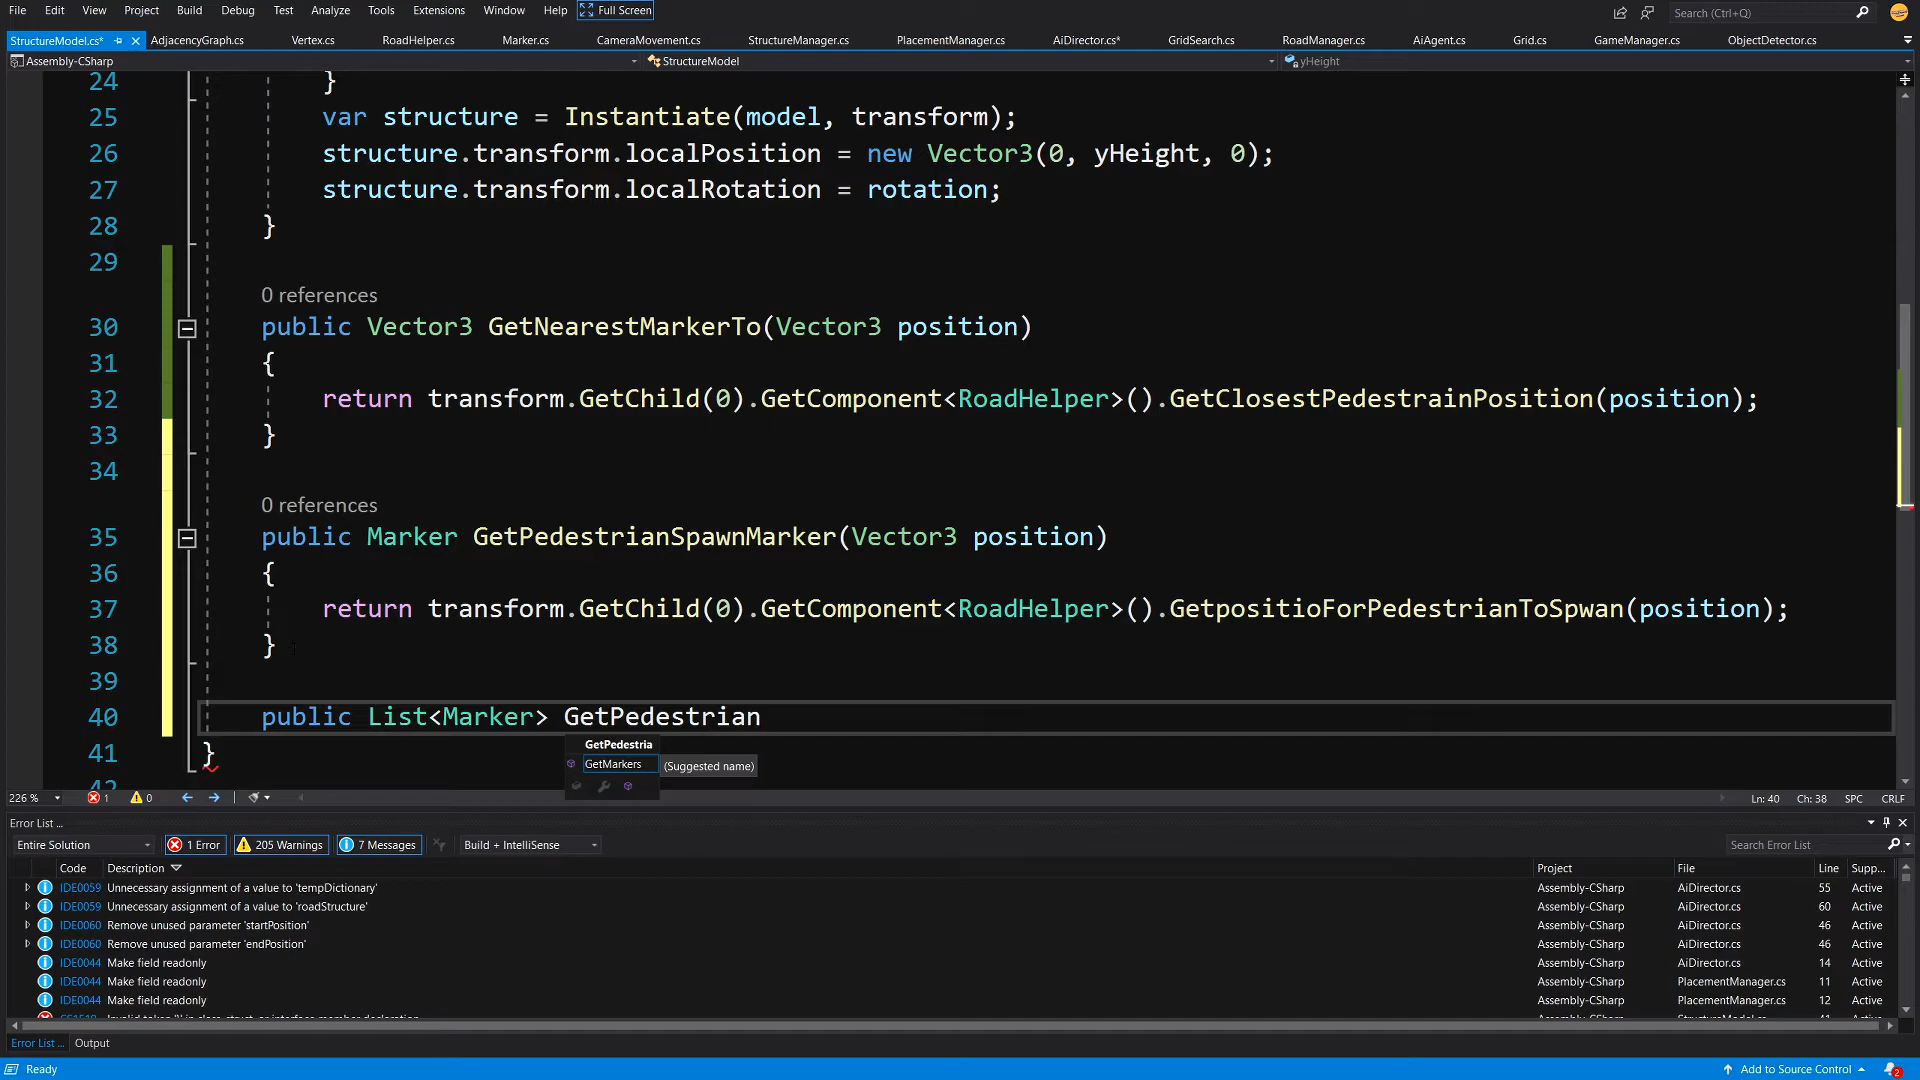 File Edit View Project Build Debug Test Analyze Tools Extensions Window Help Full Screen Search (Ctrl+Q)
StructureModel.cs* AdjacencyGraph.cs Vertex.cs RoadHelper.cs Marker.cs CameraMovement.cs StructureManager.cs PlacementManager.cs AiDirector.cs* GridSearch.cs RoadManager.cs AiAgent.cs Grid.cs GameManager.cs ObjectDetector.cs
Assembly-CSharp StructureModel yHeight
24 }
25 var structure = Instantiate(model, transform);
26 structure.transform.localPosition = new Vector3(0, yHeight, 0);
27 structure.transform.localRotation = rotation;
28 }
29
0 references
30 public Vector3 GetNearestMarkerTo(Vector3 position)
31 {
32 return transform.GetChild(0).GetComponent<RoadHelper>().GetClosestPedestrainPosition(position);
33 }
34
0 references
35 public Marker GetPedestrianSpawnMarker(Vector3 position)
36 {
37 return transform.GetChild(0).GetComponent<RoadHelper>().GetpositioForPedestrianToSpwan(position);
38 }
39
40 public List<Marker> GetPedestrian
GetPedestria
41 }
GetMarkers (Suggested name)
42
226 % 1 0 Ln: 40 Ch: 38 SPC CRLF
Error List ...
Entire Solution 1 Error 205 Warnings 7 Messages Build + IntelliSense Search Error List
Code Description Project File Line Supp...
IDE0059 Unnecessary assignment of a value to 'tempDictionary' Assembly-CSharp AiDirector.cs 55 Active
IDE0059 Unnecessary assignment of a value to 'roadStructure' Assembly-CSharp AiDirector.cs 60 Active
IDE0060 Remove unused parameter 'startPosition' Assembly-CSharp AiDirector.cs 46 Active
IDE0060 Remove unused parameter 'endPosition' Assembly-CSharp AiDirector.cs 46 Active
IDE0044 Make field readonly Assembly-CSharp AiDirector.cs 14 Active
IDE0044 Make field readonly Assembly-CSharp PlacementManager.cs 11 Active
IDE0044 Make field readonly Assembly-CSharp PlacementManager.cs 12 Active
Error List ... Output
Ready Add to Source Control 2